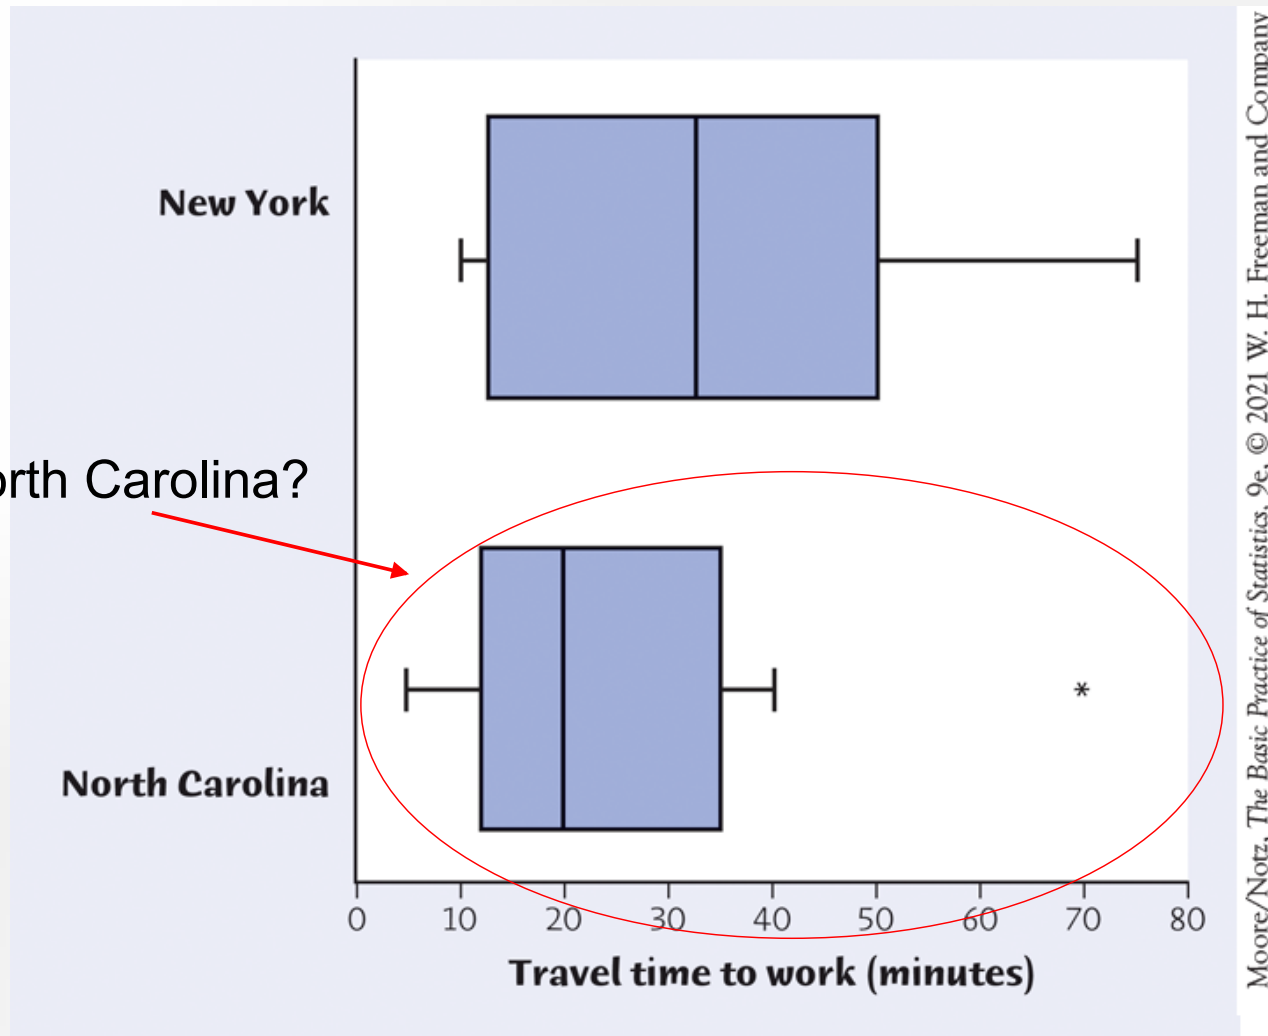 New York
orth Carolina?
*
North Carolina
0 10 20 30 40 50 60 70 80
Travel time to work (minutes)
Moore/Notz, The Basic Practice of Statistics, 9e, © 2021 W. H. Freeman and Company